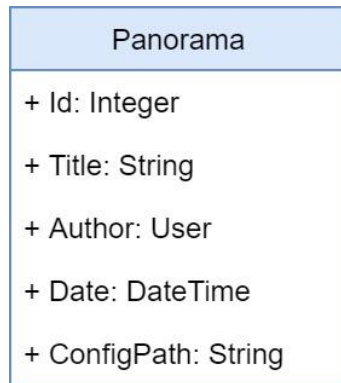 Panorama
+ Id: Integer
+ Title: String
+ Author: User
+ Date: DateTime
+ ConfigPath: String